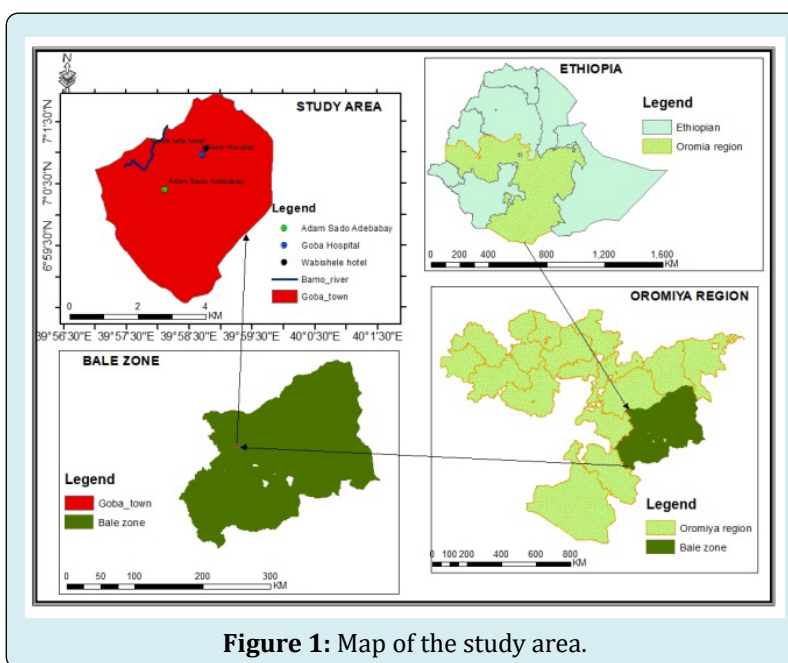 N
STUDY AREA
7°1'30"N
7°0'30"N
6°59'30"N
Adam Sado Adebabay
Legend
Adam Sado Adebabay
Goba Hospital
Wabishele hotel
Bamo_river
Goba_town
0 1 2 4
KM
39°56'30"E 39°57'30"E 39°58'30"E 39°59'30"E 40°0'30"E 40°1'30"E
ETHIOPIA
Legend
Ethiopian
Oromia region
0 200 400 800 1,200 1,600
KM
BALE ZONE
Legend
Goba_town
Bale zone
0 25 50 100 150 200 300
KM
OROMIYA REGION
Legend
Oromiya region
Bale zone
0 100 200 400 600 800
KM
Figure 1: Map of the study area.